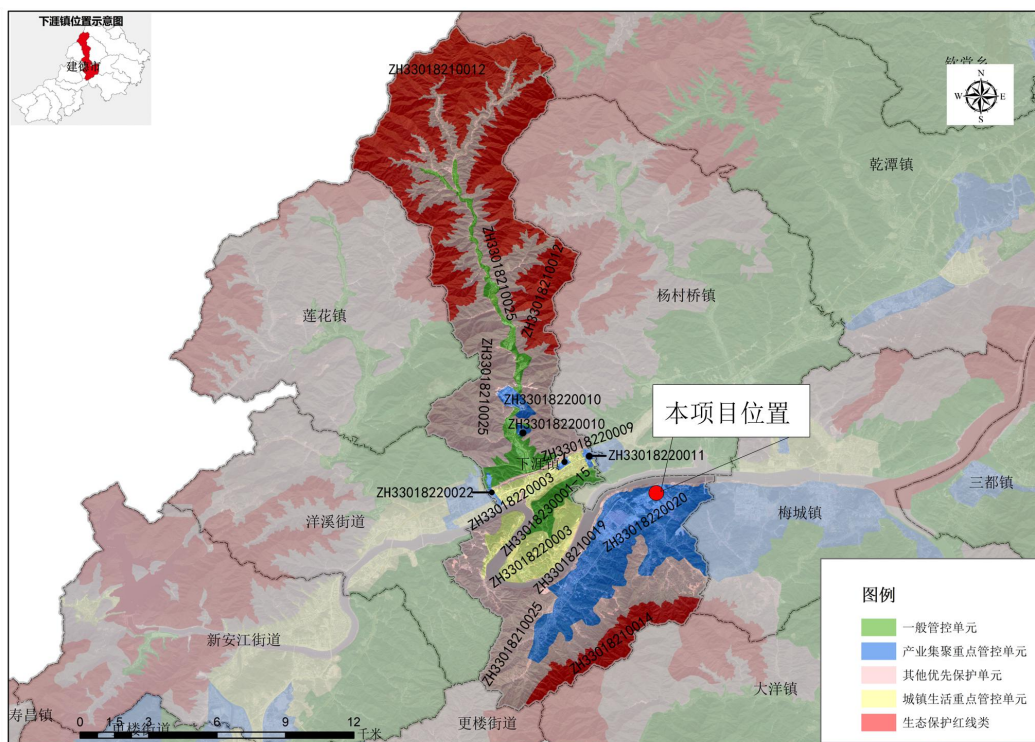 下涯镇位置示意图
建德市
ZH33018210012
钦堂乡
N
W E
S
乾潭镇
ZH33018210025
ZH33018210012
杨村桥镇
莲花镇
ZH33018210025
ZH33018220010
本项目位置
ZH33018220010
ZH33018220009
下涯镇
ZH33018220011
ZH33018220022
ZH33018220003
三都镇
洋溪街道
ZH3301823000Y-15
ZH33018220020
梅城镇
ZH33018220003
ZH33018210019
图例
一般管控单元
产业集聚重点管控单元
其他优先保护单元
城镇生活重点管控单元
生态保护红线类
新安江街道
ZH33018210025
ZH33018210014
大洋镇
寿昌镇
更楼街道
更楼街道
0 1.5 3 6 9 12
千米